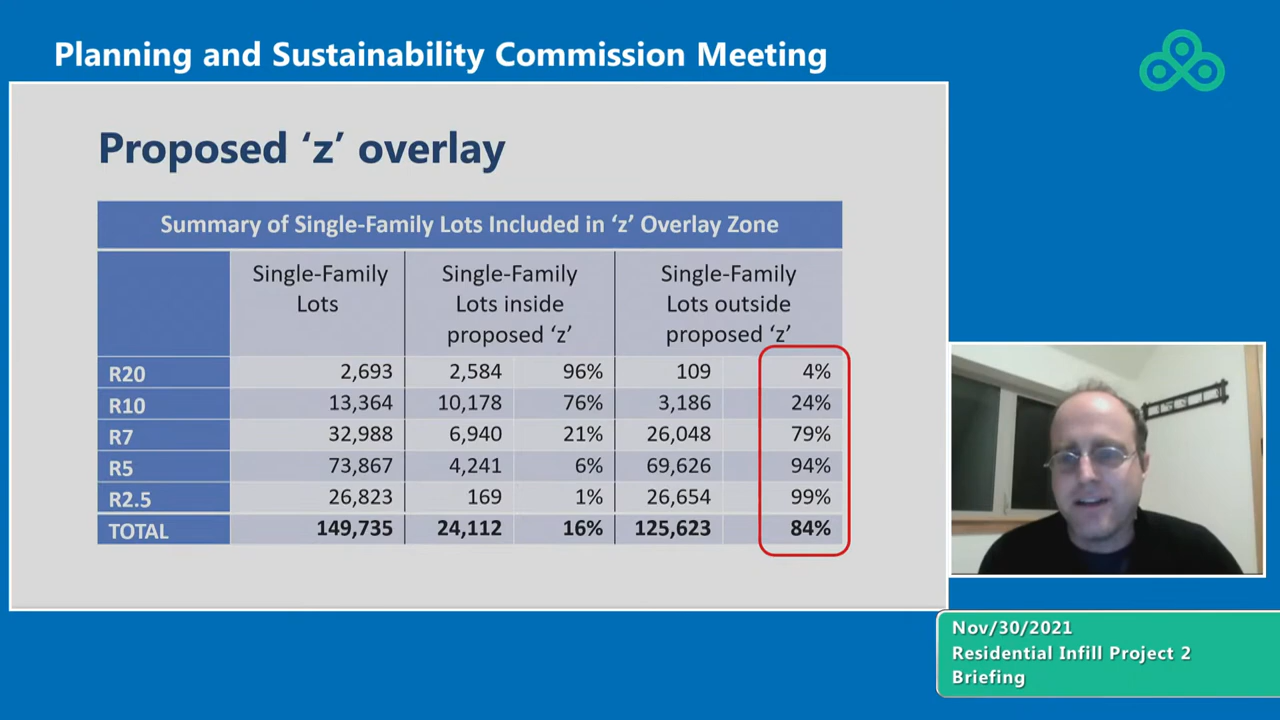 Planning and Sustainability Commission Meeting
Proposed ‘z’ overlay
Summary of Single-Family Lots Included in ‘z’ Overlay Zone
Single-Family Lots
Single-Family Lots inside proposed ‘z’
Single-Family Lots outside proposed ‘z’
R20 2,693 2,584 96% 109 4%
R10 13,364 10,178 76% 3,186 24%
R7 32,988 6,940 21% 26,048 79%
R5 73,867 4,241 6% 69,626 94%
R2.5 26,823 169 1% 26,654 99%
TOTAL 149,735 24,112 16% 125,623 84%
Nov/30/2021
Residential Infill Project 2
Briefing